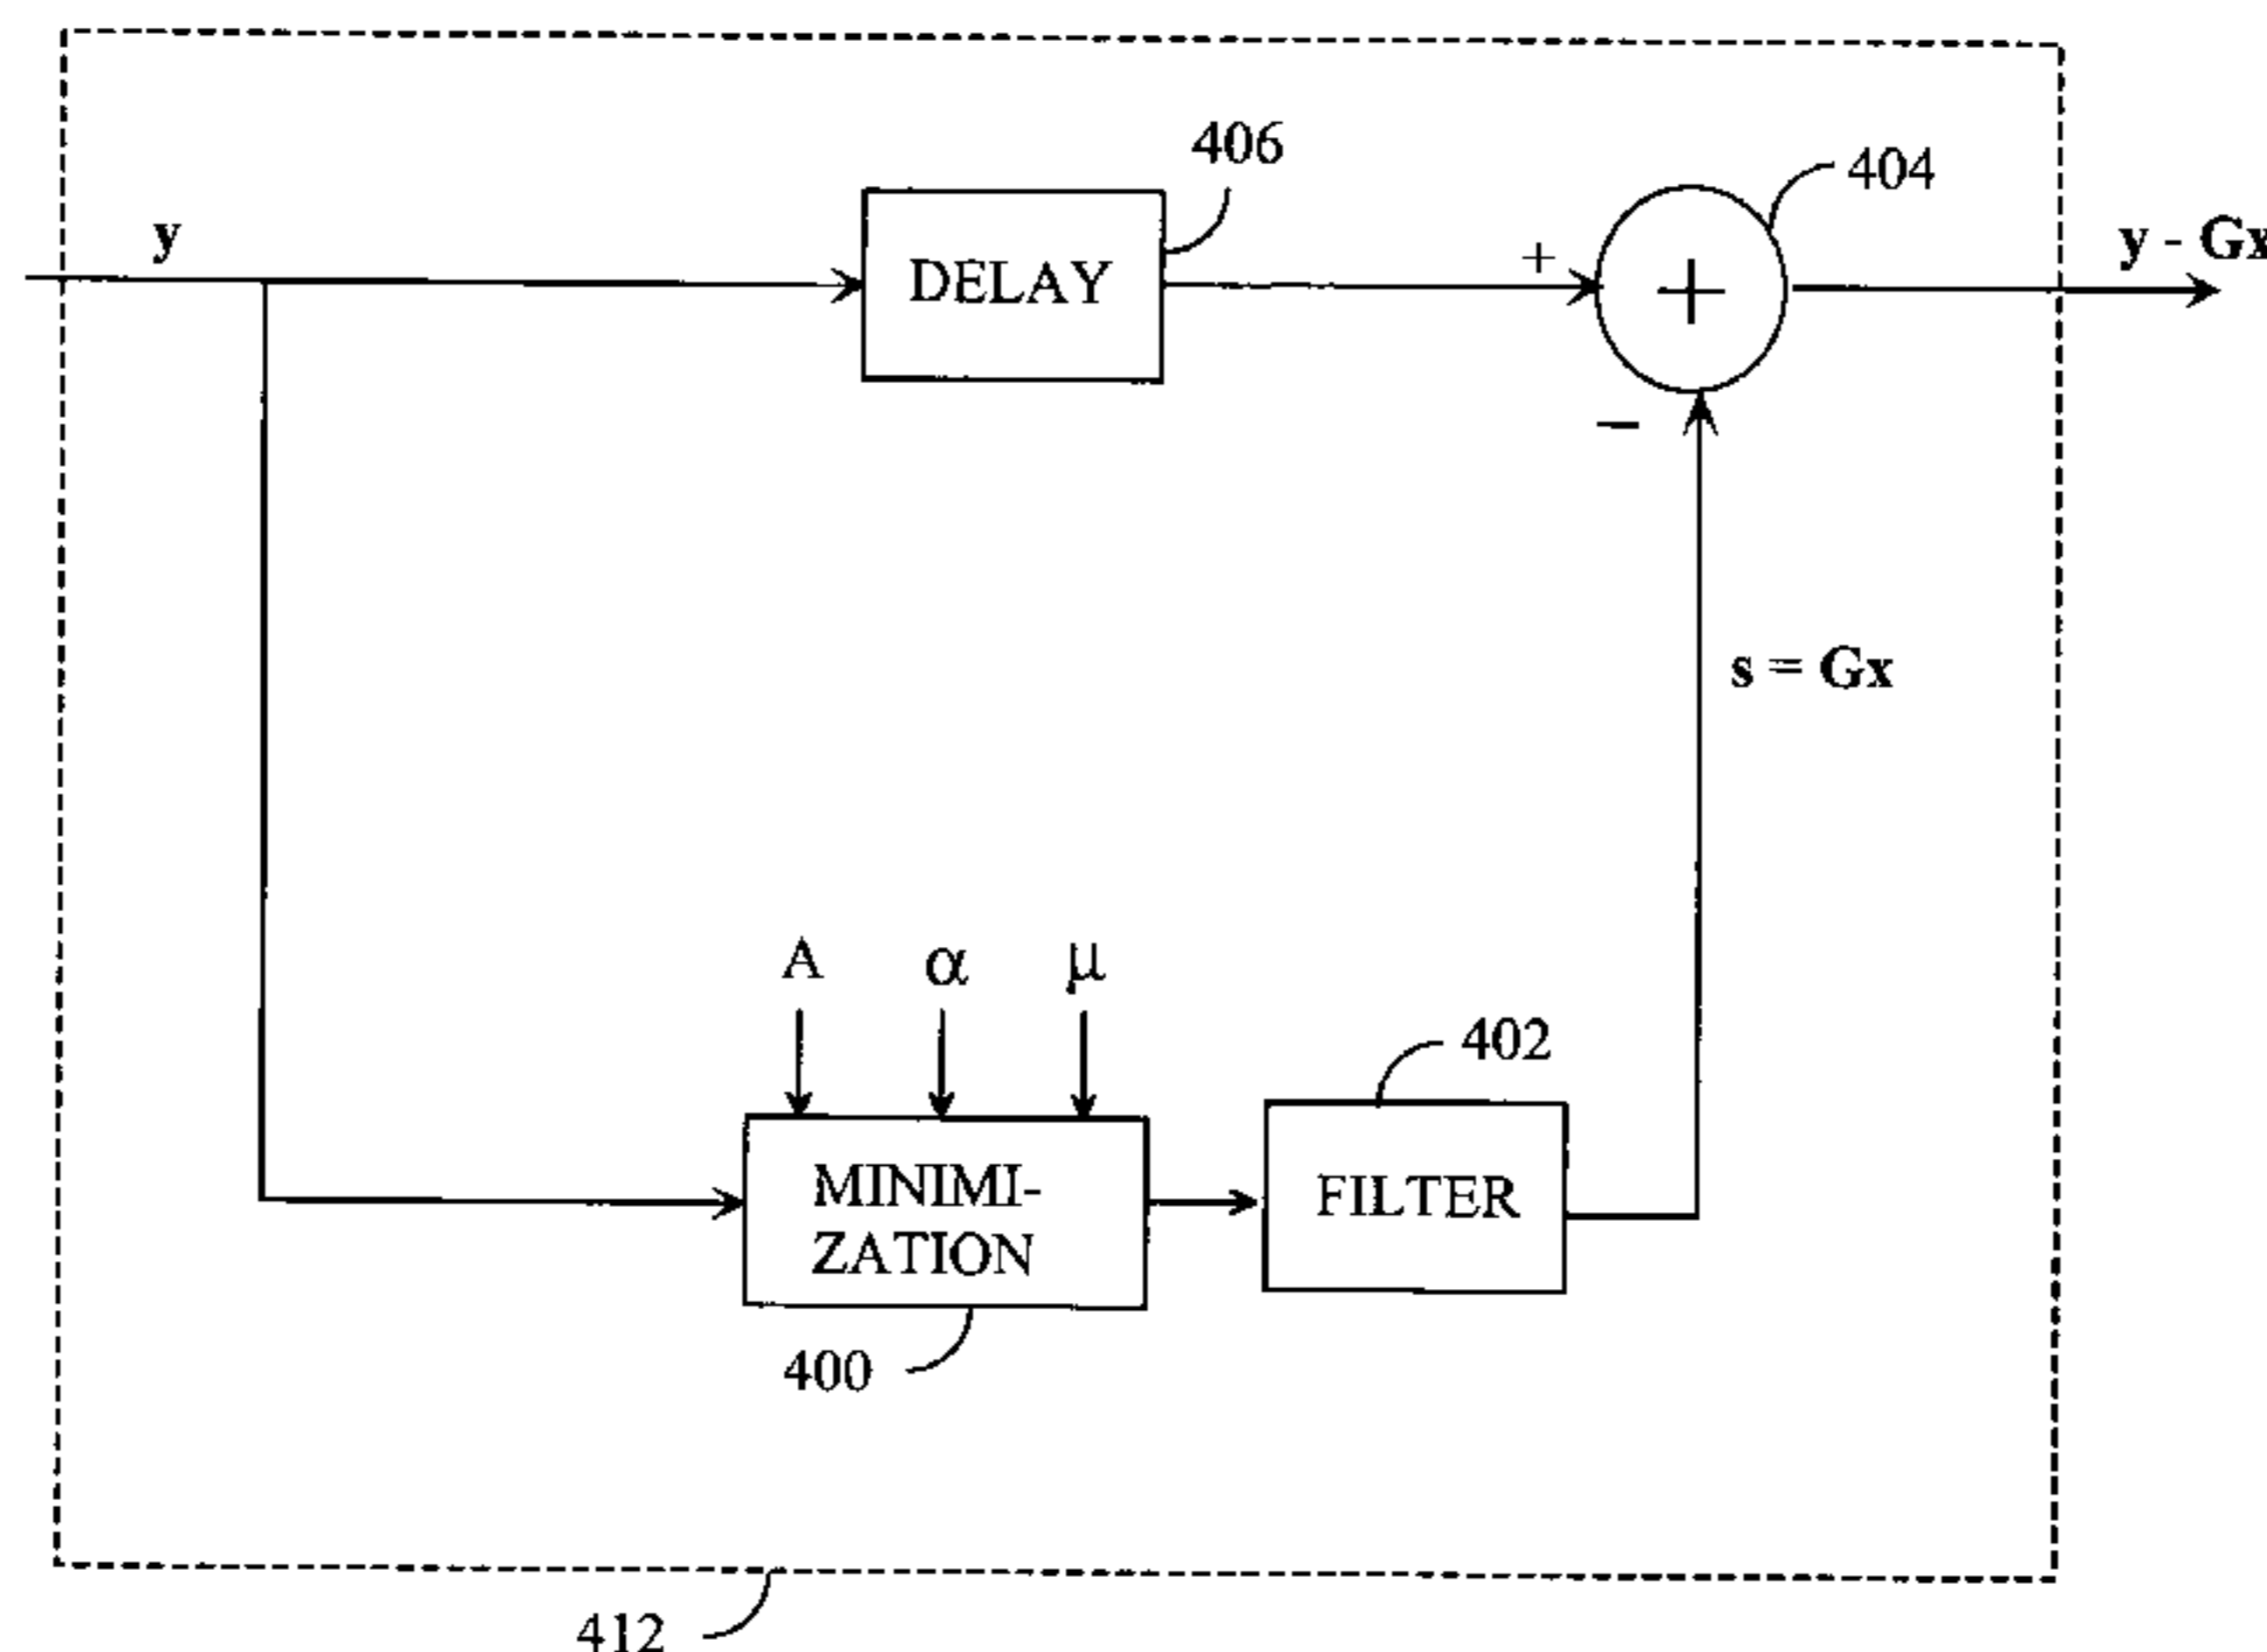 406
404
y
DELAY
+
+
y - Gx
−
s = Gx
A
α
μ
402
MINIMI-
ZATION
FILTER
400
412